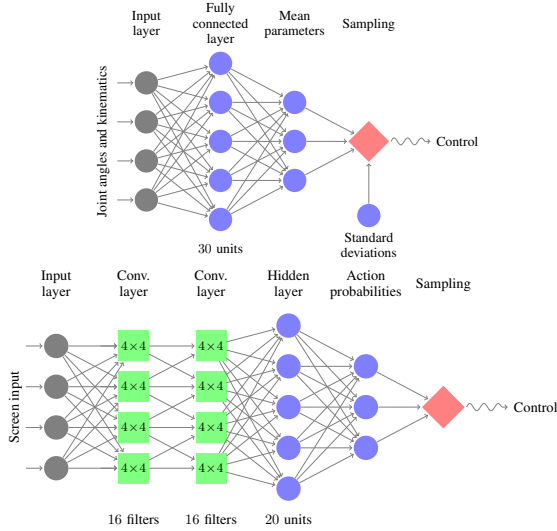 Input
layer
Fully
connected
layer
Mean
parameters
Sampling
Joint angles and kinematics
Control
Standard
deviations
30 units
Input
layer
Conv.
layer
Conv.
layer
Hidden
layer
Action
probabilities
Sampling
Screen input
4×4
4×4
4×4
4×4
4×4
4×4
4×4
4×4
Control
16 filters
16 filters
20 units